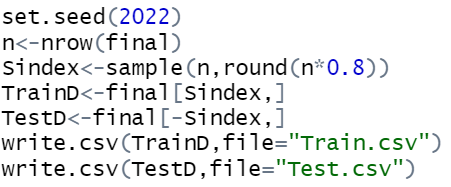 set.seed(2022)
n<-nrow(final)
Sindex<-sample(n,round(n*0.8))
TrainD<-final[Sindex,]
TestD<-final[-Sindex,]
write.csv(TrainD,file="Train.csv")
write.csv(TestD,file="Test.csv")